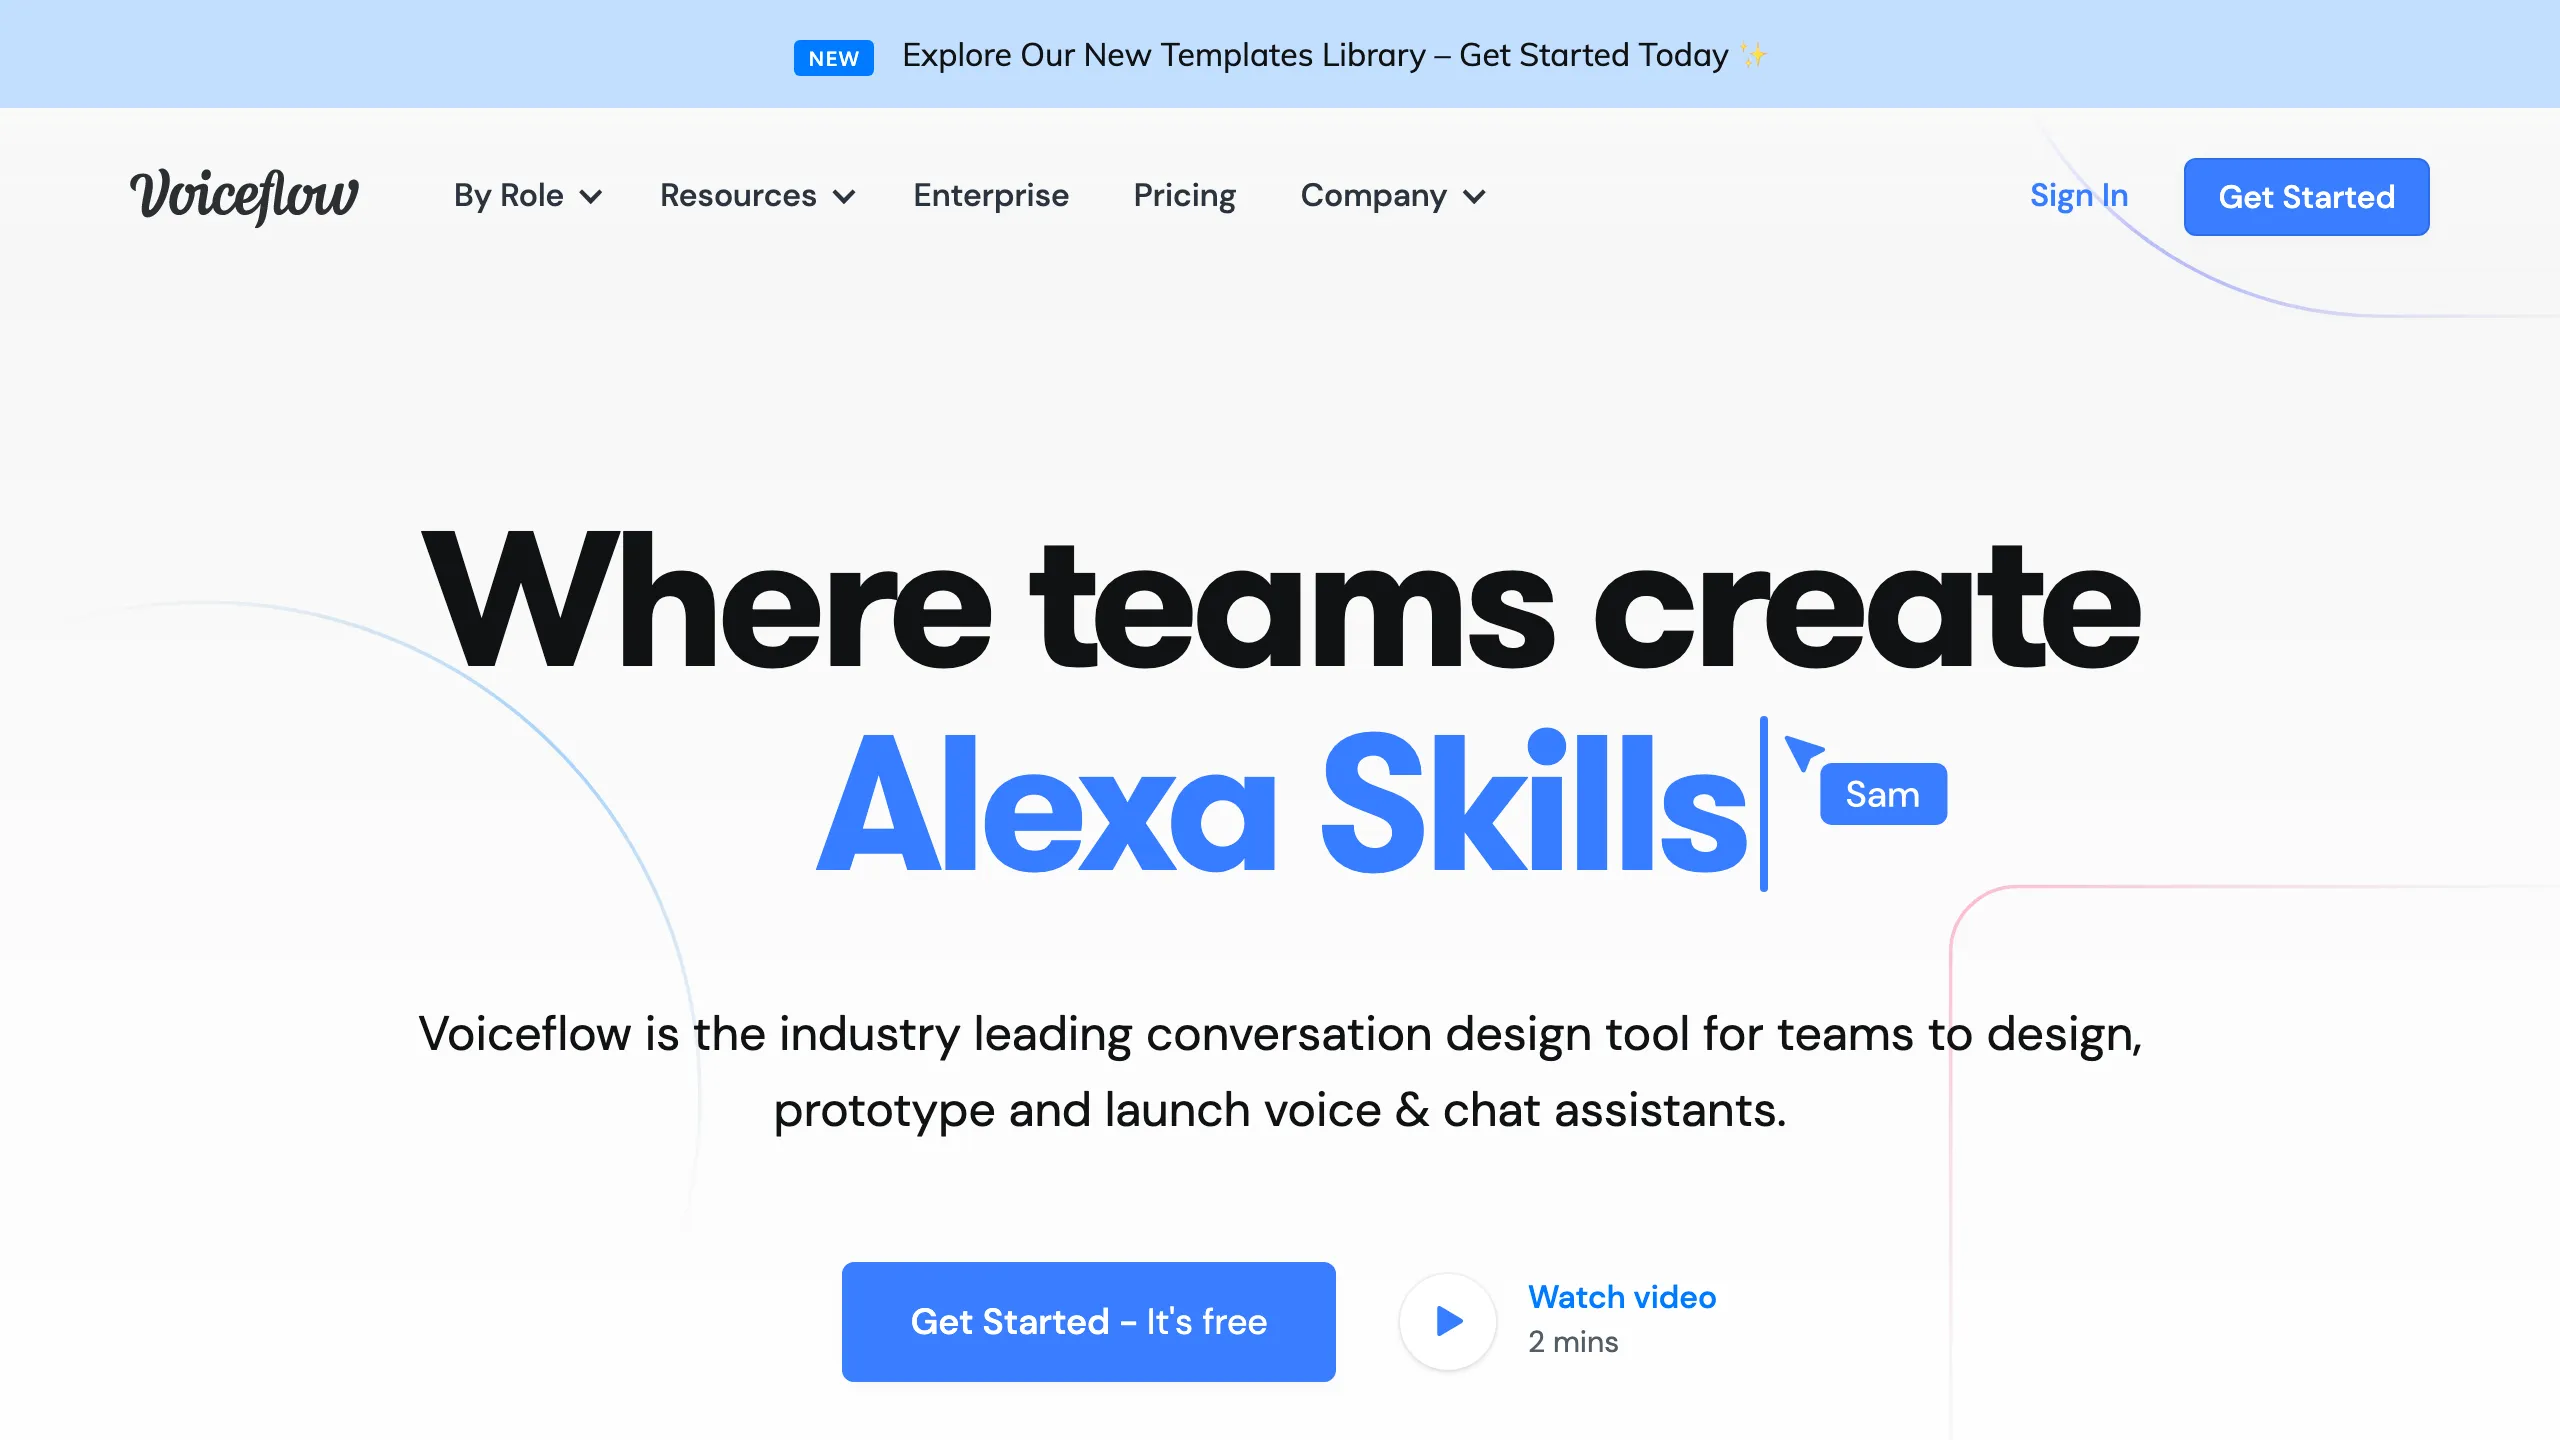 NEW Explore Our New Templates Library – Get Started Today ✨
Voiceflow By Role Resources Enterprise Pricing Company Sign In Get Started
Where teams create
Alexa Skills
Sam
Voiceflow is the industry leading conversation design tool for teams to design,
prototype and launch voice & chat assistants.
Get Started - It's free
Watch video
2 mins